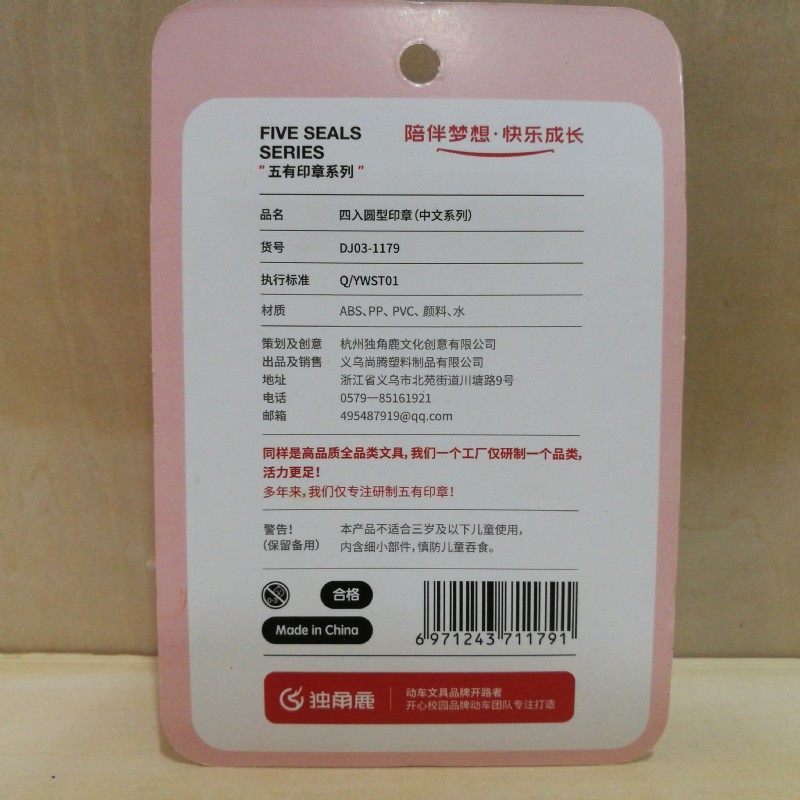 FIVE SEALS
SERIES
"五有印章系列"
陪伴梦想·快乐成长
品名 四入圆型印章(中文系列)
货号 DJ03-1179
执行标准 Q/YWST01
材质 ABS、PP、PVC、颜料、水
策划及创意 杭州独角鹿文化创意有限公司
出品及销售 义乌尚腾塑料制品有限公司
地址 浙江省义乌市北苑街道川塘路9号
电话 0579—85161921
邮箱 495487919@qq.com
同样是高品质全品类文具,我们一个工厂仅研制一个品类,
活力更足!
多年来,我们仅专注研制五有印章!
警告! 本产品不适合三岁及以下儿童使用,
(保留备用) 内含细小部件,慎防儿童吞食。
0-3
合格
Made in China
6 971243 711791
独角鹿
动车文具品牌开路者
开心校园品牌动车团队专注打造